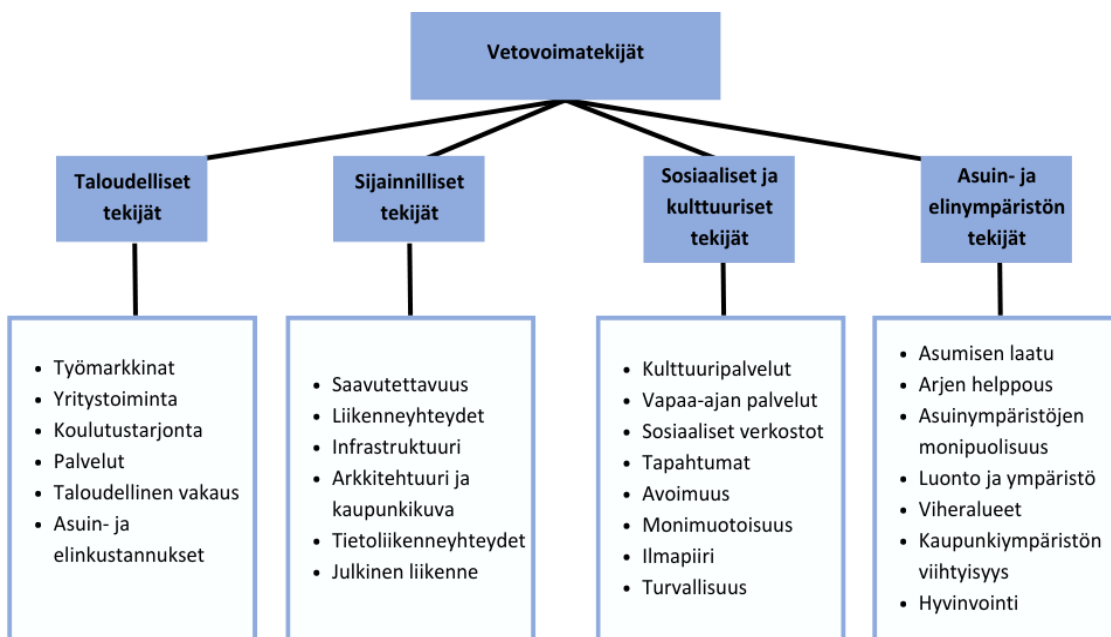 Vetovoimatekijät
Taloudelliset
tekijät
Sijainnilliset
tekijät
Sosiaaliset ja
kulttuuriset
tekijät
Asuin- ja
elinympäristön
tekijät
• Työmarkkinat
• Yritystoiminta
• Koulutustarjonta
• Palvelut
• Taloudellinen vakaus
• Asuin- ja
elinkustannukset
• Saavutettavuus
• Liikenneyhteydet
• Infrastruktuuri
• Arkkitehtuuri ja
kaupunkikuva
• Tietoliikenneyhteydet
• Julkinen liikenne
• Kulttuuripalvelut
• Vapaa-ajan palvelut
• Sosiaaliset verkostot
• Tapahtumat
• Avoimuus
• Monimuotoisuus
• Ilmapiiri
• Turvallisuus
• Asumisen laatu
• Arjen helppous
• Asuinympäristöjen
monipuolisuus
• Luonto ja ympäristö
• Viheralueet
• Kaupunkiympäristön
viihtyisyys
• Hyvinvointi